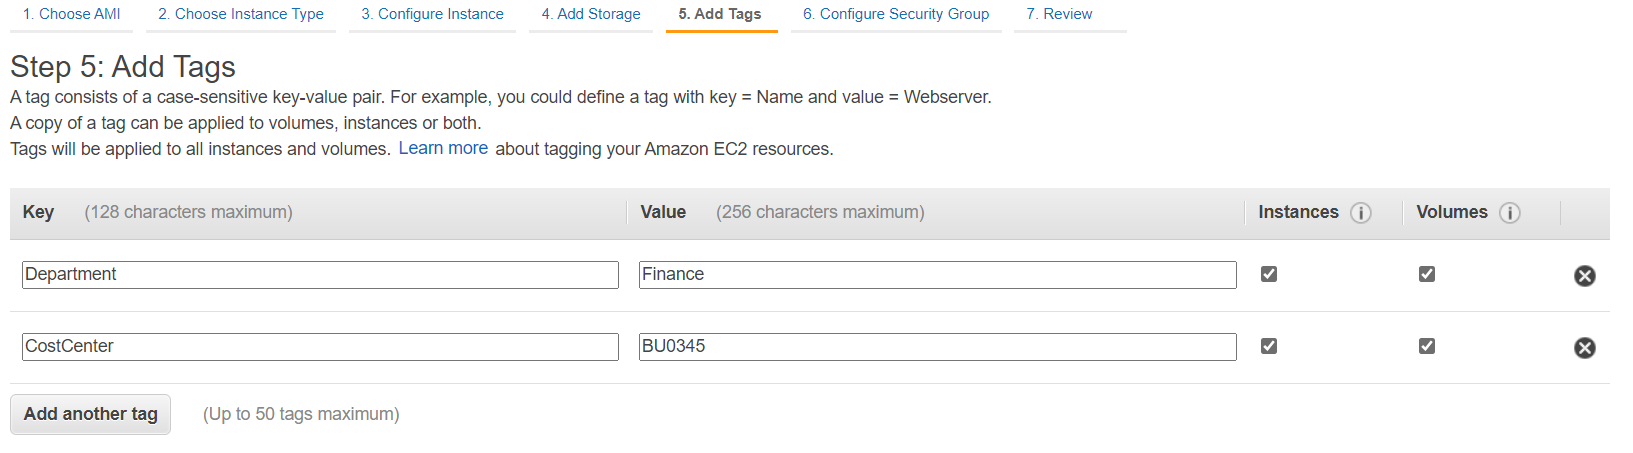 1. Choose AMI 2. Choose Instance Type 3. Configure Instance 4. Add Storage 5. Add Tags 6. Configure Security Group 7. Review
Step 5: Add Tags
A tag consists of a case-sensitive key-value pair. For example, you could define a tag with key = Name and value = Webserver.
A copy of a tag can be applied to volumes, instances or both.
Tags will be applied to all instances and volumes. Learn more about tagging your Amazon EC2 resources.
Key (128 characters maximum) Value (256 characters maximum) Instances i Volumes i
Department Finance
CostCenter BU0345
Add another tag (Up to 50 tags maximum)